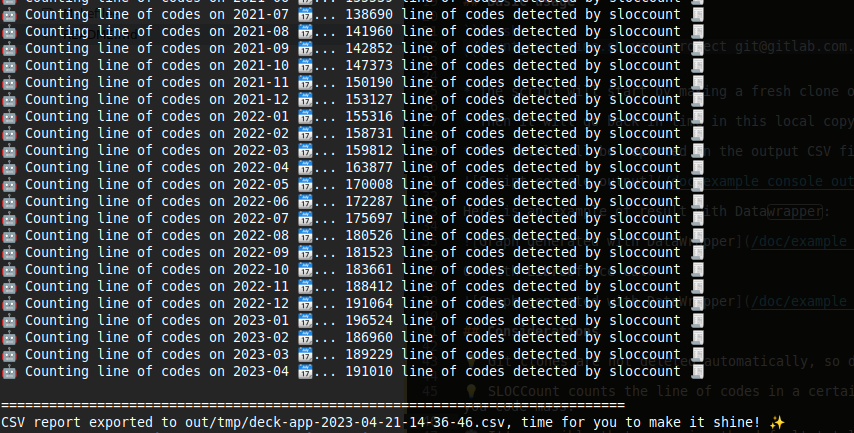 🤖 Counting line of codes on 2021-07 📅... 138690 line of codes detected by sloccount 🧾
🤖 Counting line of codes on 2021-08 📅... 141960 line of codes detected by sloccount 🧾
🤖 Counting line of codes on 2021-09 📅... 142852 line of codes detected by sloccount 🧾
🤖 Counting line of codes on 2021-10 📅... 147373 line of codes detected by sloccount 🧾
🤖 Counting line of codes on 2021-11 📅... 150190 line of codes detected by sloccount 🧾
🤖 Counting line of codes on 2021-12 📅... 153127 line of codes detected by sloccount 🧾
🤖 Counting line of codes on 2022-01 📅... 155316 line of codes detected by sloccount 🧾
🤖 Counting line of codes on 2022-02 📅... 158731 line of codes detected by sloccount 🧾
🤖 Counting line of codes on 2022-03 📅... 159812 line of codes detected by sloccount 🧾
🤖 Counting line of codes on 2022-04 📅... 163877 line of codes detected by sloccount 🧾
🤖 Counting line of codes on 2022-05 📅... 170008 line of codes detected by sloccount 🧾
🤖 Counting line of codes on 2022-06 📅... 172287 line of codes detected by sloccount 🧾
🤖 Counting line of codes on 2022-07 📅... 175697 line of codes detected by sloccount 🧾
🤖 Counting line of codes on 2022-08 📅... 180526 line of codes detected by sloccount 🧾
🤖 Counting line of codes on 2022-09 📅... 181523 line of codes detected by sloccount 🧾
🤖 Counting line of codes on 2022-10 📅... 183661 line of codes detected by sloccount 🧾
🤖 Counting line of codes on 2022-11 📅... 188412 line of codes detected by sloccount 🧾
🤖 Counting line of codes on 2022-12 📅... 191064 line of codes detected by sloccount 🧾
🤖 Counting line of codes on 2023-01 📅... 196524 line of codes detected by sloccount 🧾
🤖 Counting line of codes on 2023-02 📅... 186960 line of codes detected by sloccount 🧾
🤖 Counting line of codes on 2023-03 📅... 189229 line of codes detected by sloccount 🧾
🤖 Counting line of codes on 2023-04 📅... 191010 line of codes detected by sloccount 🧾
==============================================================================
CSV report exported to out/tmp/deck-app-2023-04-21-14-36-46.csv, time for you to make it shine! ✨